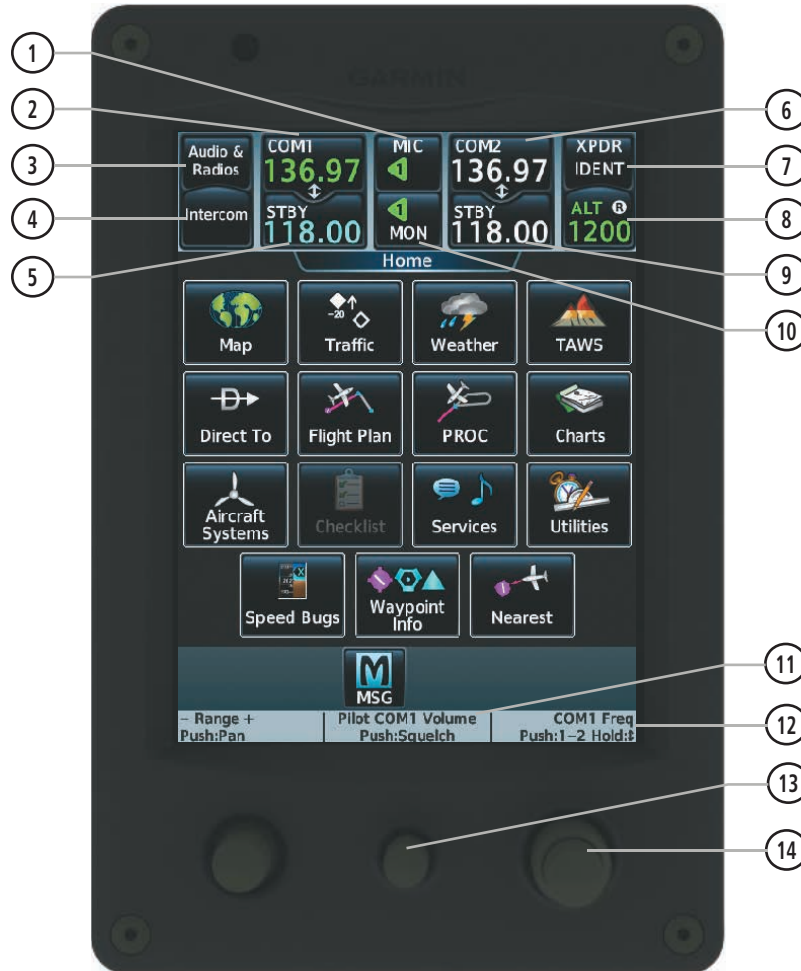 GARMIN
1
2
3
4
5
6
7
8
9
10
11
12
13
14
Audio &
Radios
COM1
136.97
MIC
1
COM2
136.97
XPDR
IDENT
Intercom
STBY
118.00
1
MON
STBY
118.00
ALT R
1200
Home
Map
Traffic
-20
Weather
TAWS
D
Direct To
Flight Plan
PROC
Charts
Aircraft
Systems
Checklist
Services
Utilities
Speed Bugs
Waypoint
Info
Nearest
M
MSG
– Range +
Push:Pan
Pilot COM1 Volume
Push:Squelch
COM1 Freq
Push:1–2 Hold:↕